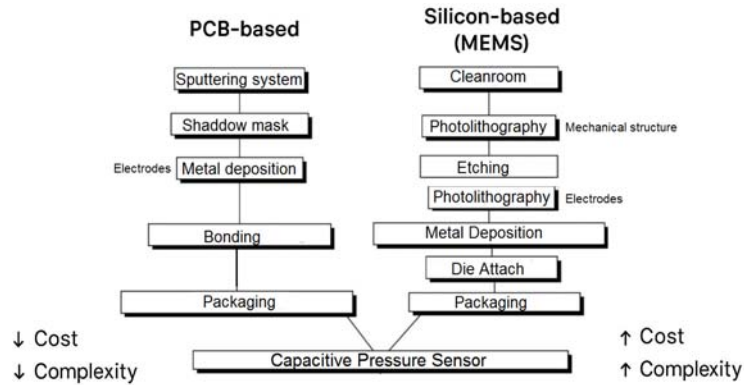 PCB-based
Sputtering system
Shaddow mask
Electrodes
Metal deposition
Bonding
Packaging
↓ Cost
↓ Complexity
Silicon-based
(MEMS)
Cleanroom
Photolithography
Mechanical structure
Etching
Photolithography
Electrodes
Metal Deposition
Die Attach
Packaging
↑ Cost
↑ Complexity
Capacitive Pressure Sensor